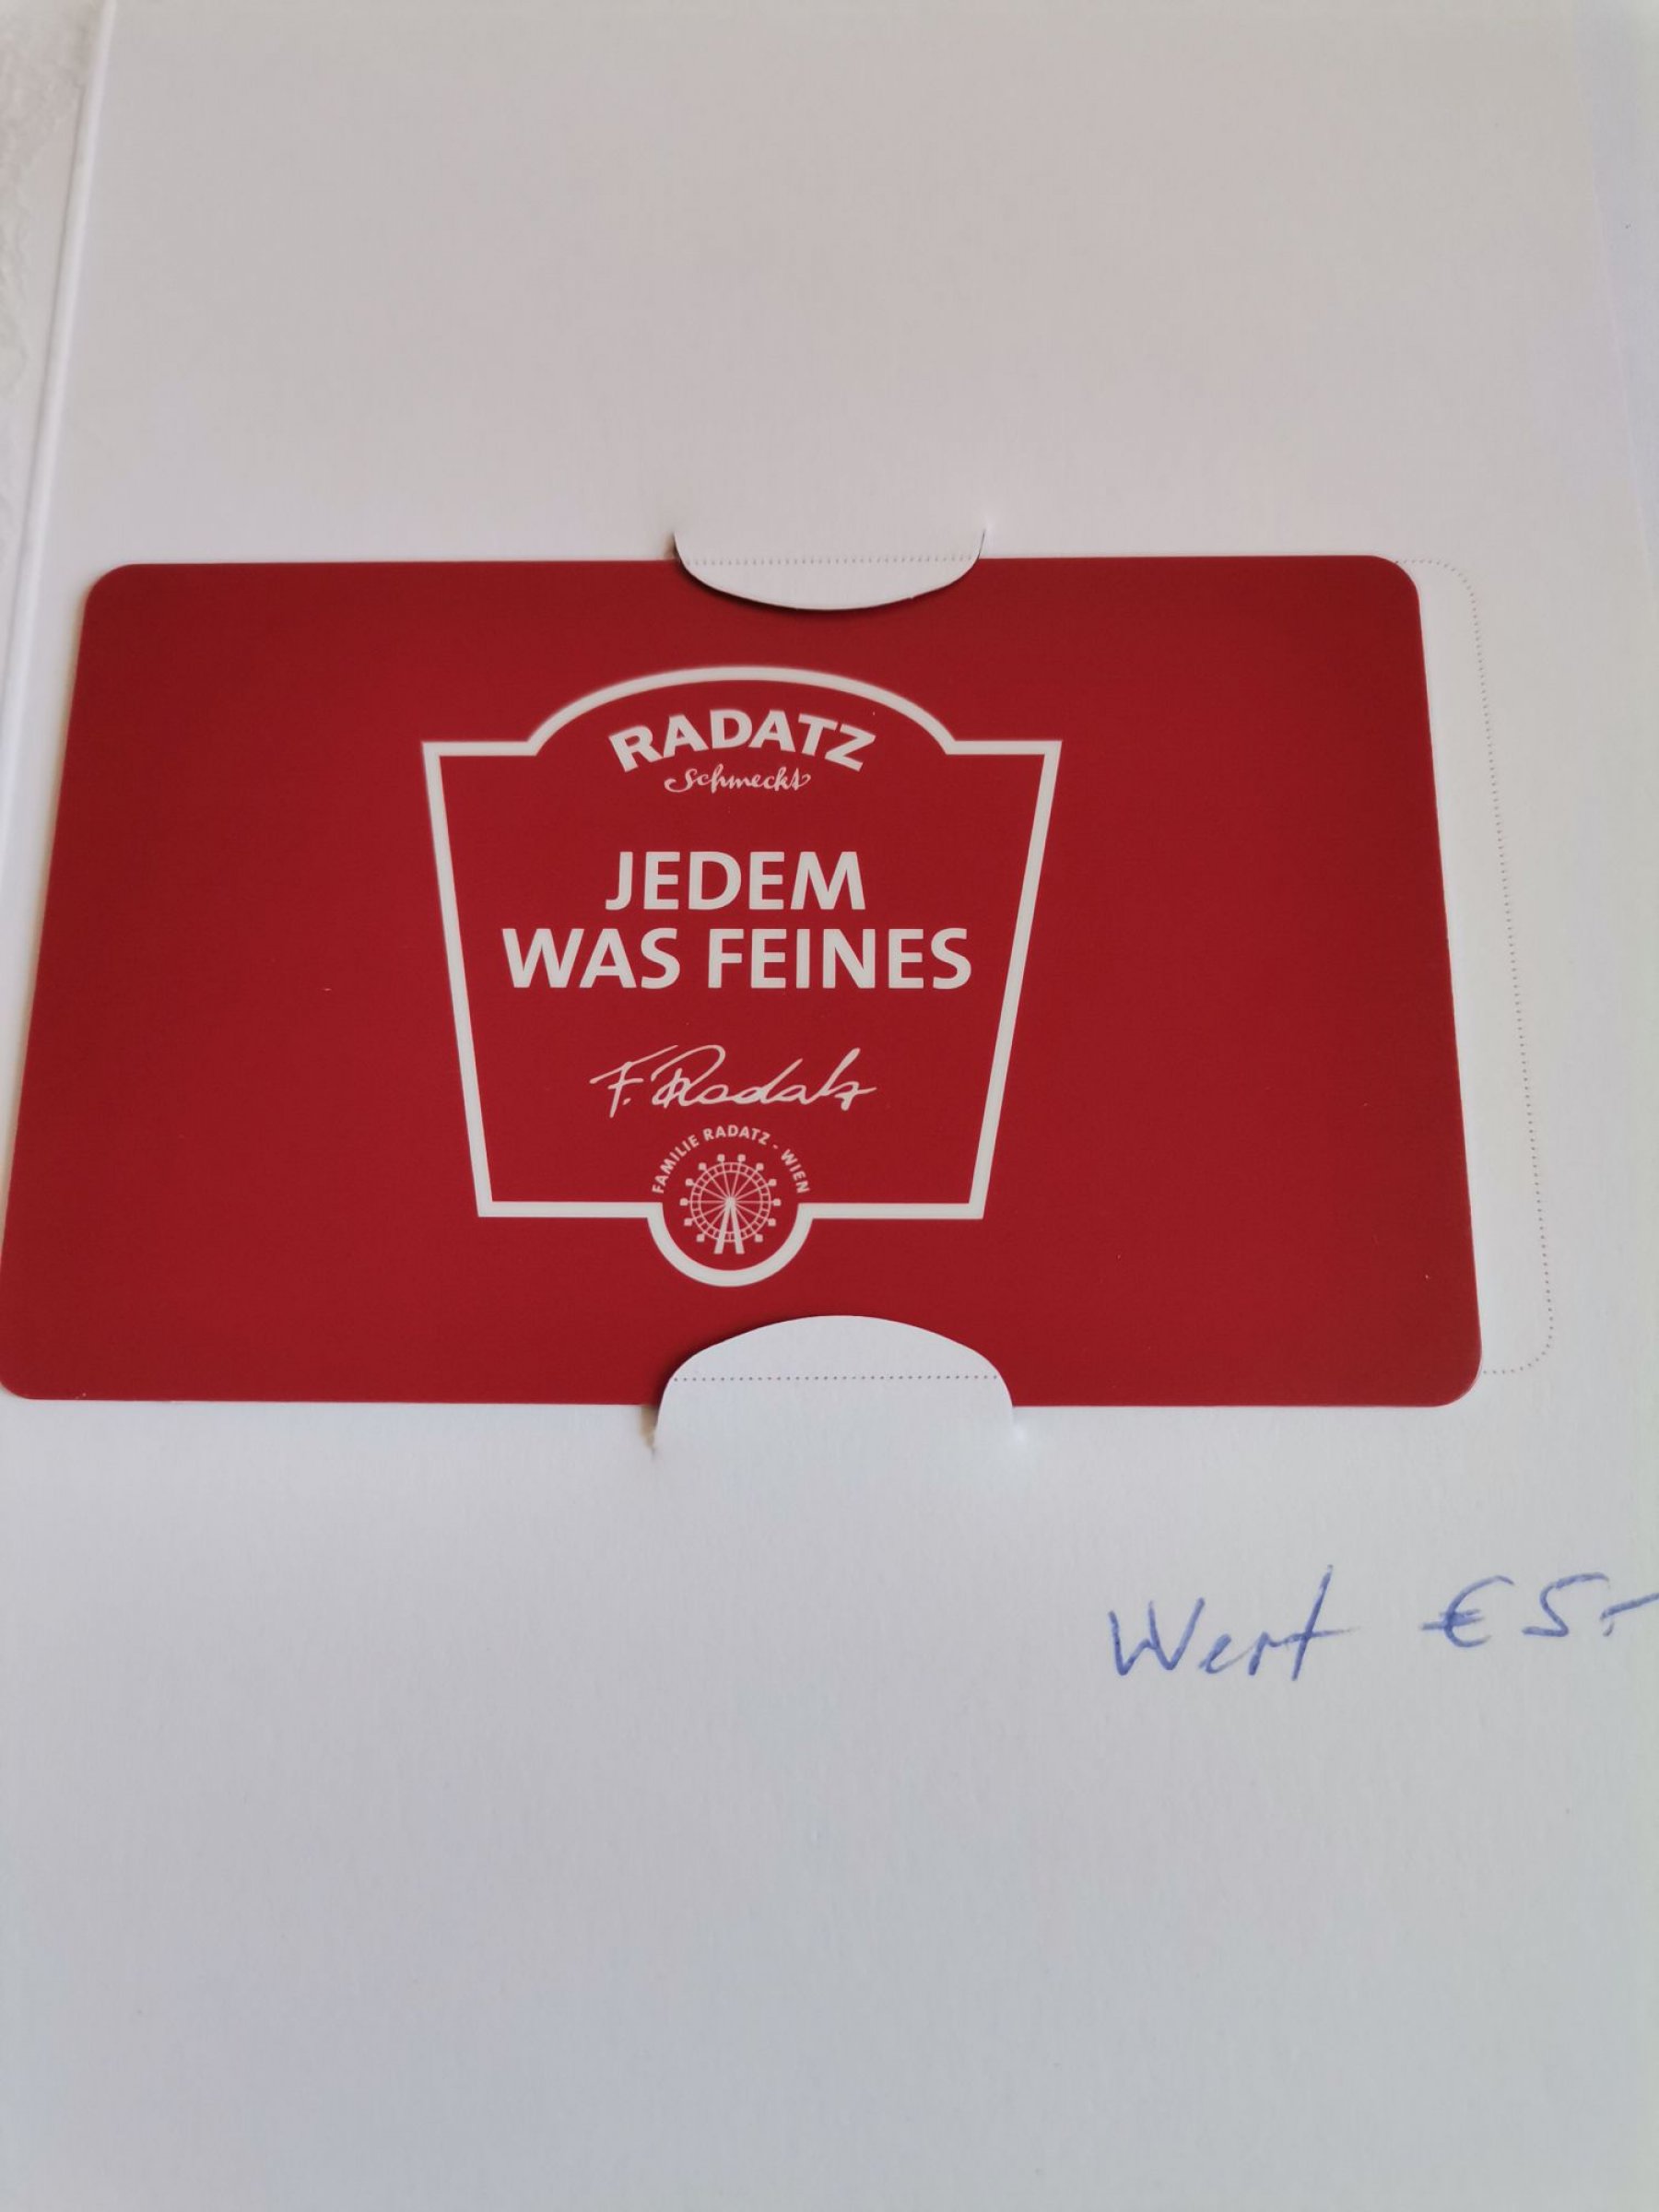 RADATZ
Schmeckt
JEDEM
WAS FEINES
F. Radatz
FAMILIE RADATZ - WIEN
Wert € 5,-